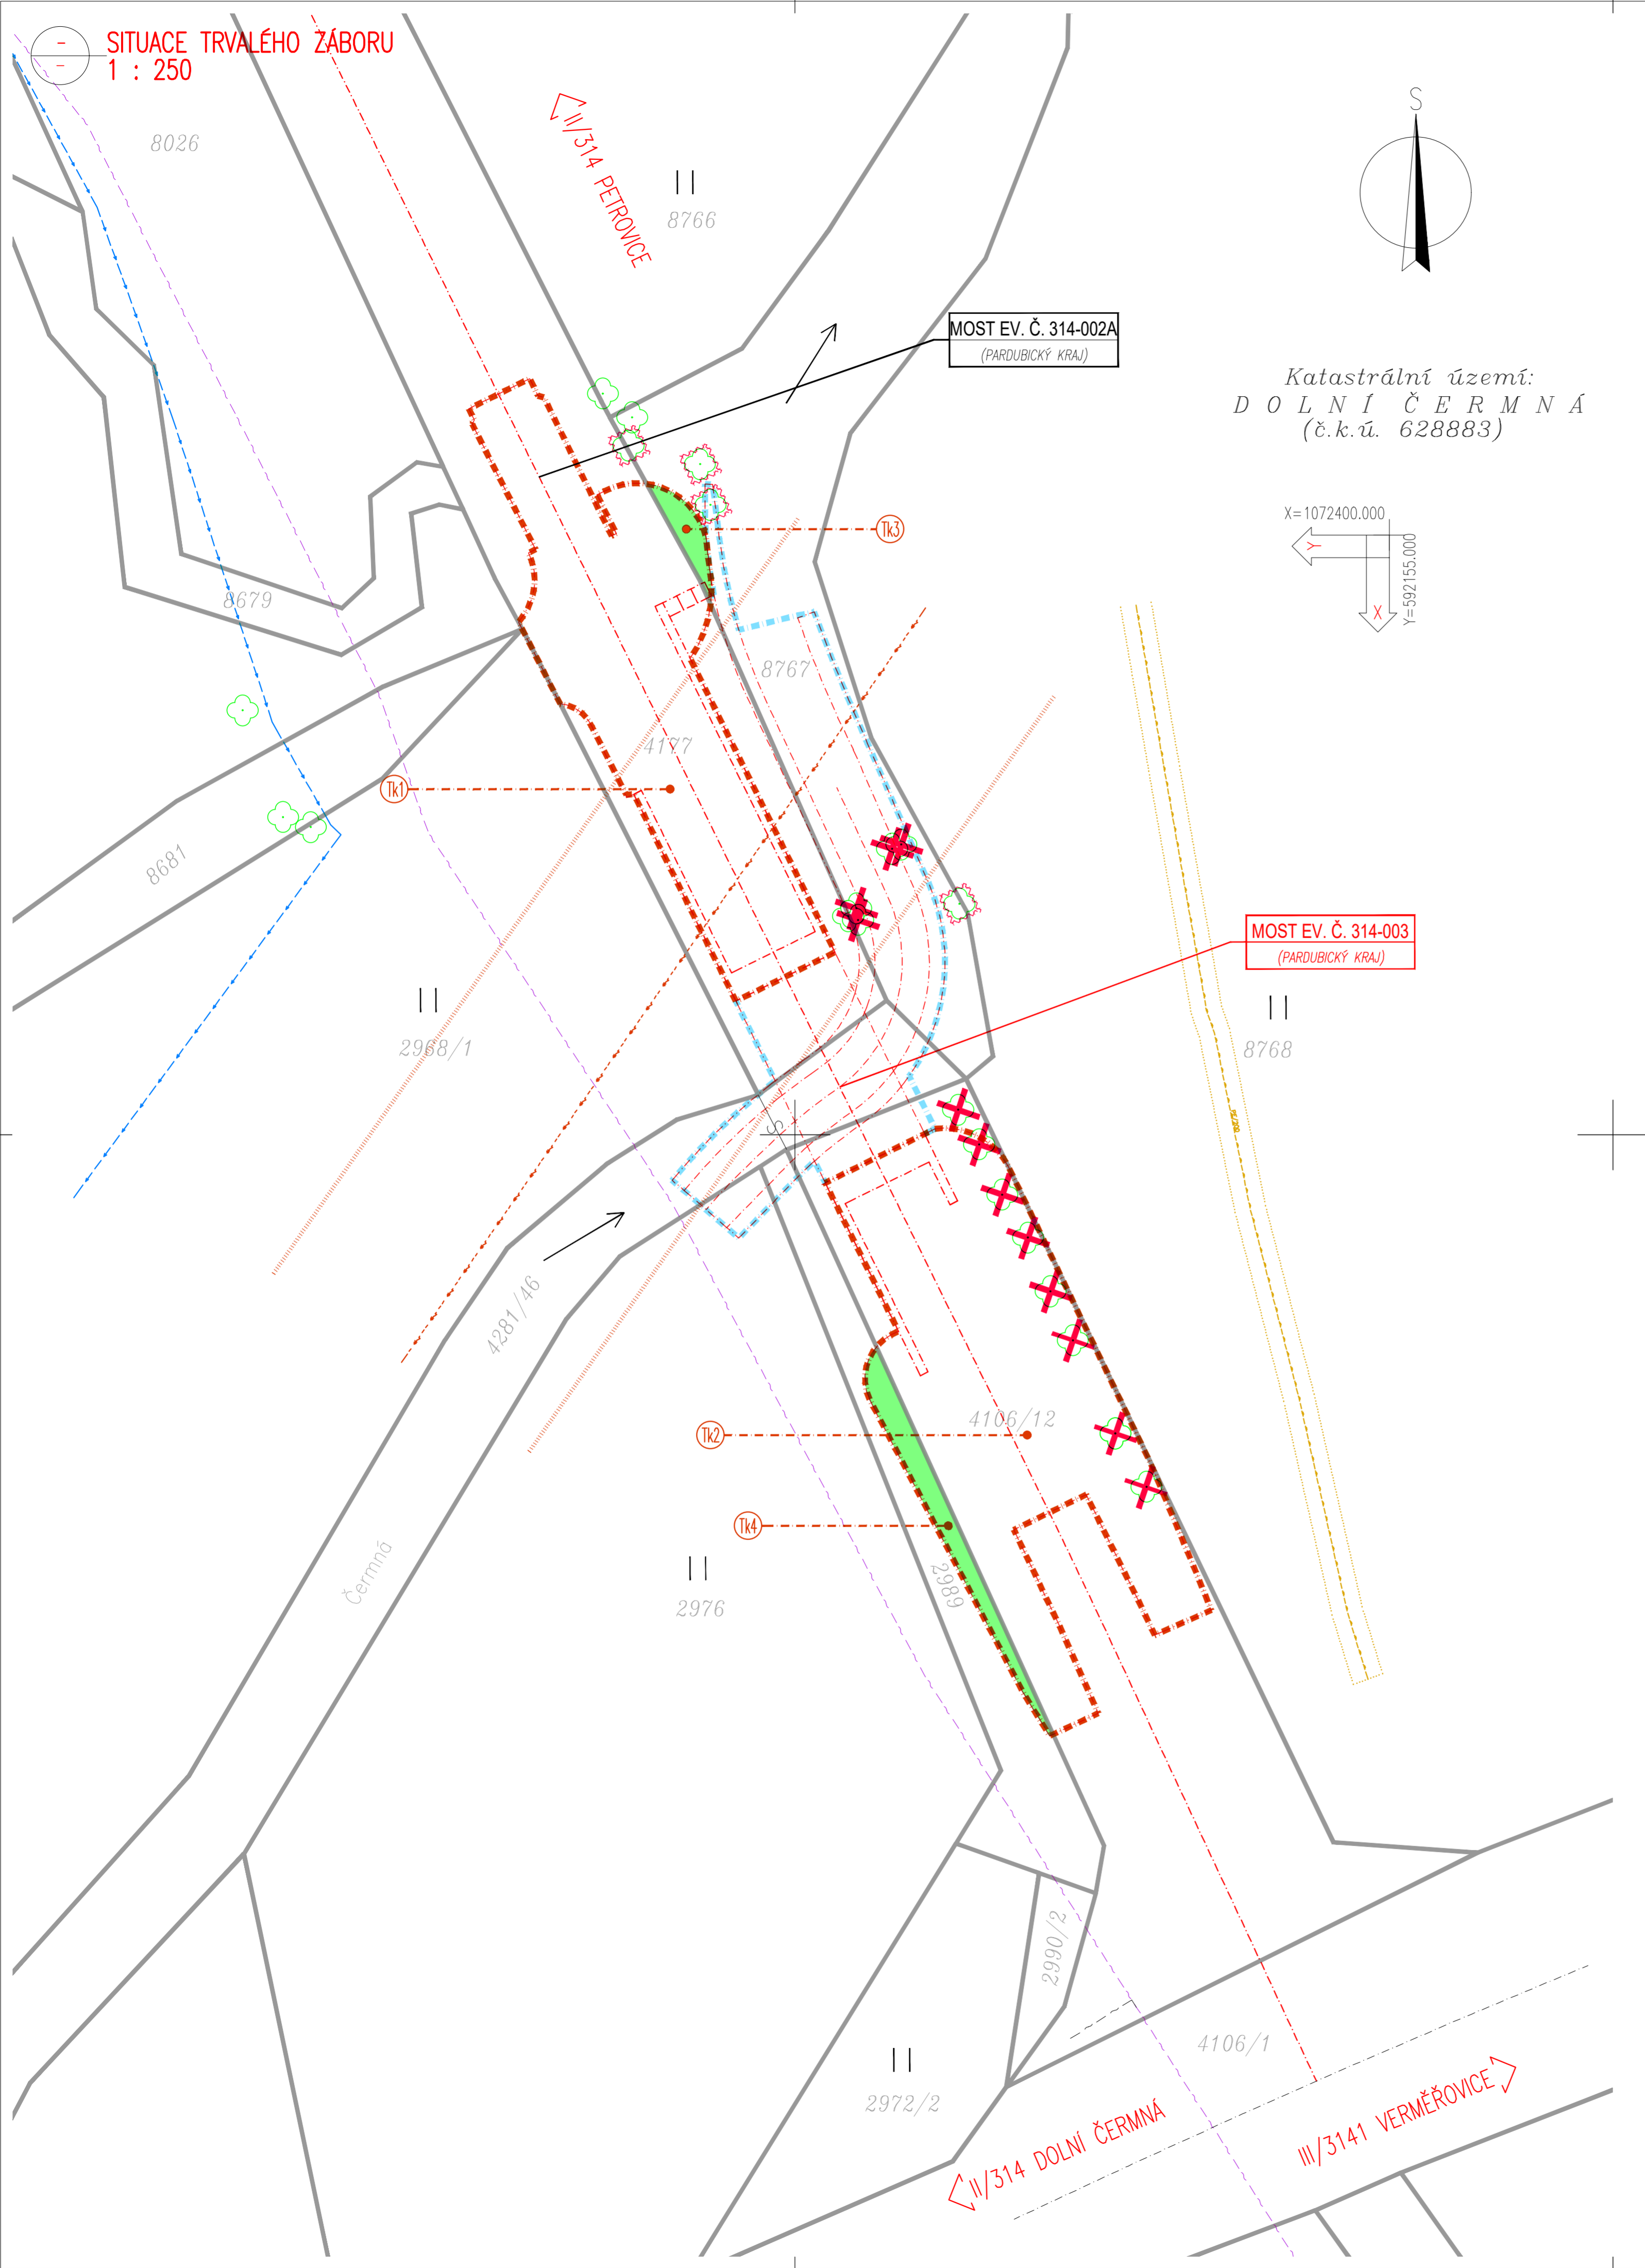 SITUACE TRVALÉHO ZÁBORU
1 : 250
8026
II/314 PETROVICE
8766
S
MOST EV. Č. 314-002A
(PARDUBICKÝ KRAJ)
Katastrální území:
DOLNÍ ČERMNÁ
(č.k.ú. 628883)
X=1072400.000
Y
X
Y=592155.000
Tk3
8679
8767
4177
Tk1
8681
MOST EV. Č. 314-003
(PARDUBICKÝ KRAJ)
2968/1
8768
S
4281/46
4106/12
Tk2
Tk4
Čermná
2989
2976
2990/2
4106/1
2972/2
II/314 DOLNÍ ČERMNÁ
III/3141 VERMĚŘOVICE